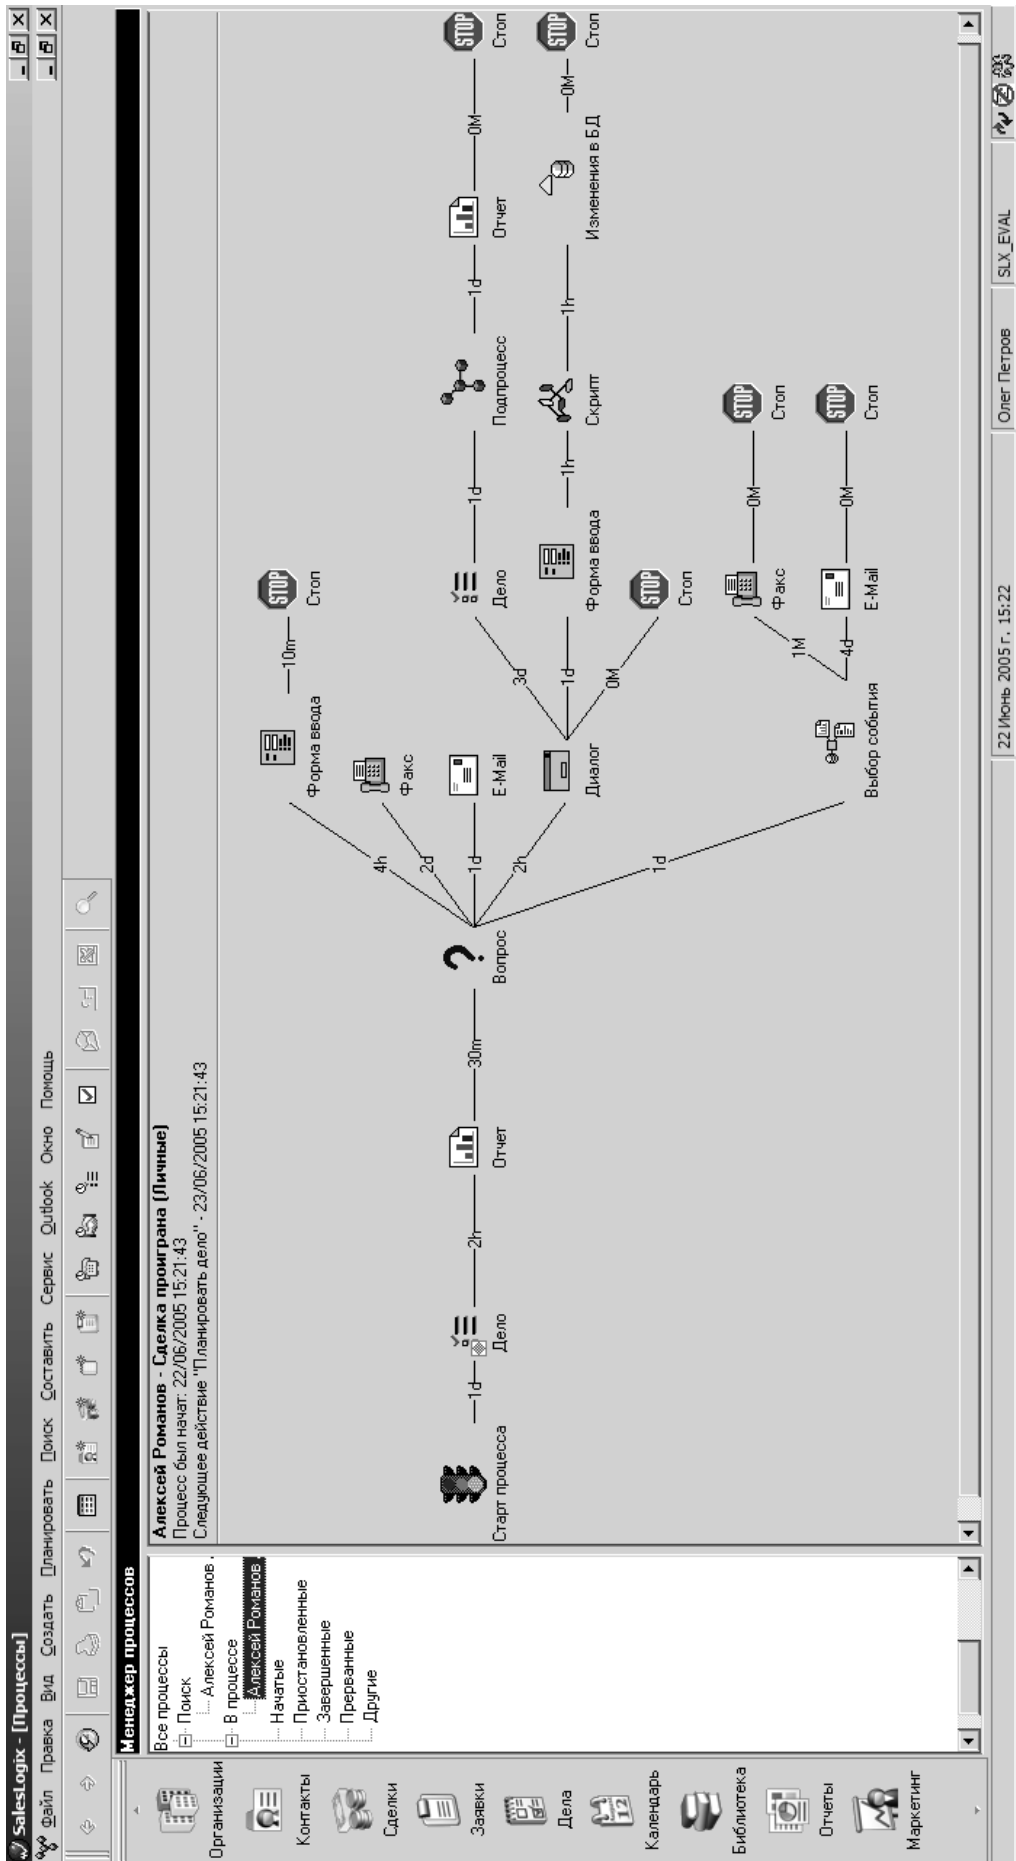 SalesLogix - [Процессы]
Файл Правка Вид Создать Планировать Поиск Составить Сервис Outlook Окно Помощь
Менеджер процессов
Организации
Контакты
Сделки
Заявки
Дела
Календарь
Библиотека
Отчеты
Маркетинг
Все процессы
Поиск
Алексей Романов
В процессе
Алексей Романов
Начатые
Приостановленные
Завершенные
Прерванные
Другие
Алексей Романов - Сделка проиграна (Личные)
Процесс был начат: 22/06/2005 15:21:43
Следующее действие "Планировать дело" - 23/06/2005 15:21:43
Старт процесса
1d
Дело
2h
Отчет
30m
Вопрос
4h
Форма ввода
10m
STOP
Стоп
2d
Факс
1d
E-Mail
2h
Диалог
3d
Дело
1d
Подпроцесс
1d
Отчет
0M
STOP
Стоп
1d
Форма ввода
1h
Скрипт
1h
Изменения в БД
0M
STOP
Стоп
0M
STOP
Стоп
1d
Выбор события
1M
Факс
0M
STOP
Стоп
4d
E-Mail
0M
STOP
Стоп
22 Июнь 2005 г. 15:22
Олег Петров
SLX_EVAL